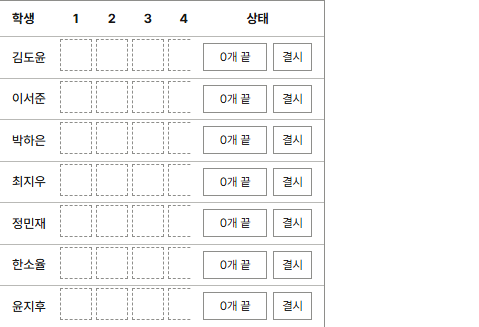 학생 1 2 3 4 상태
김도윤 0개 끝 결시
이서준 0개 끝 결시
박하은 0개 끝 결시
최지우 0개 끝 결시
정민재 0개 끝 결시
한소율 0개 끝 결시
윤지후 0개 끝 결시